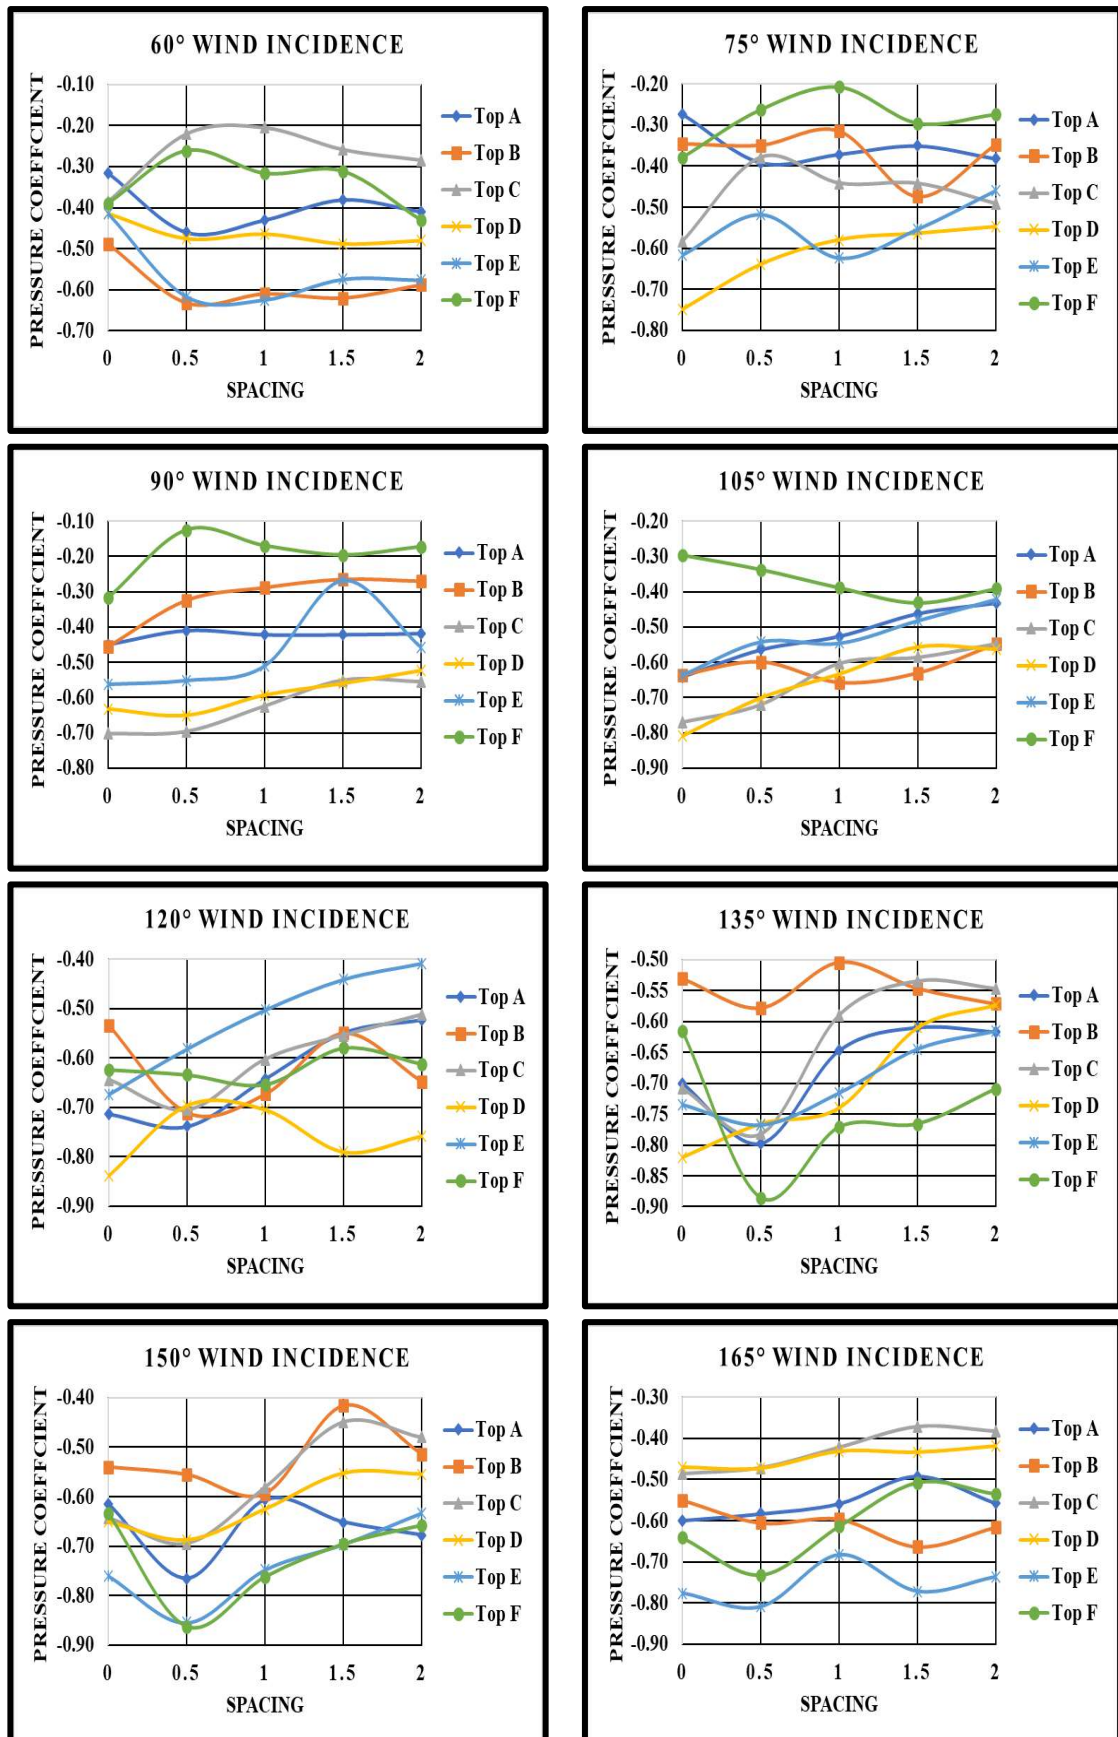 60° WIND INCIDENCE
PRESSURE COEFFCIENT
-0.10
-0.20
-0.30
-0.40
-0.50
-0.60
-0.70
0 0.5 1 1.5 2
SPACING
Top A
Top B
Top C
Top D
Top E
Top F
75° WIND INCIDENCE
PRESSURE COEFFCIENT
-0.20
-0.30
-0.40
-0.50
-0.60
-0.70
-0.80
0 0.5 1 1.5 2
SPACING
Top A
Top B
Top C
Top D
Top E
Top F
90° WIND INCIDENCE
PRESSURE COEFFCIENT
-0.10
-0.20
-0.30
-0.40
-0.50
-0.60
-0.70
-0.80
0 0.5 1 1.5 2
SPACING
Top A
Top B
Top C
Top D
Top E
Top F
105° WIND INCIDENCE
PRESSURE COEFFCIENT
-0.20
-0.30
-0.40
-0.50
-0.60
-0.70
-0.80
-0.90
0 0.5 1 1.5 2
SPACING
Top A
Top B
Top C
Top D
Top E
Top F
120° WIND INCIDENCE
PRESSURE COEFFCIENT
-0.40
-0.50
-0.60
-0.70
-0.80
-0.90
0 0.5 1 1.5 2
SPACING
Top A
Top B
Top C
Top D
Top E
Top F
135° WIND INCIDENCE
PRESSURE COEFFCIENT
-0.50
-0.55
-0.60
-0.65
-0.70
-0.75
-0.80
-0.85
-0.90
0 0.5 1 1.5 2
SPACING
Top A
Top B
Top C
Top D
Top E
Top F
150° WIND INCIDENCE
PRESSURE COEFFCIENT
-0.40
-0.50
-0.60
-0.70
-0.80
-0.90
0 0.5 1 1.5 2
SPACING
Top A
Top B
Top C
Top D
Top E
Top F
165° WIND INCIDENCE
PRESSURE COEFFCIENT
-0.30
-0.40
-0.50
-0.60
-0.70
-0.80
-0.90
0 0.5 1 1.5 2
SPACING
Top A
Top B
Top C
Top D
Top E
Top F